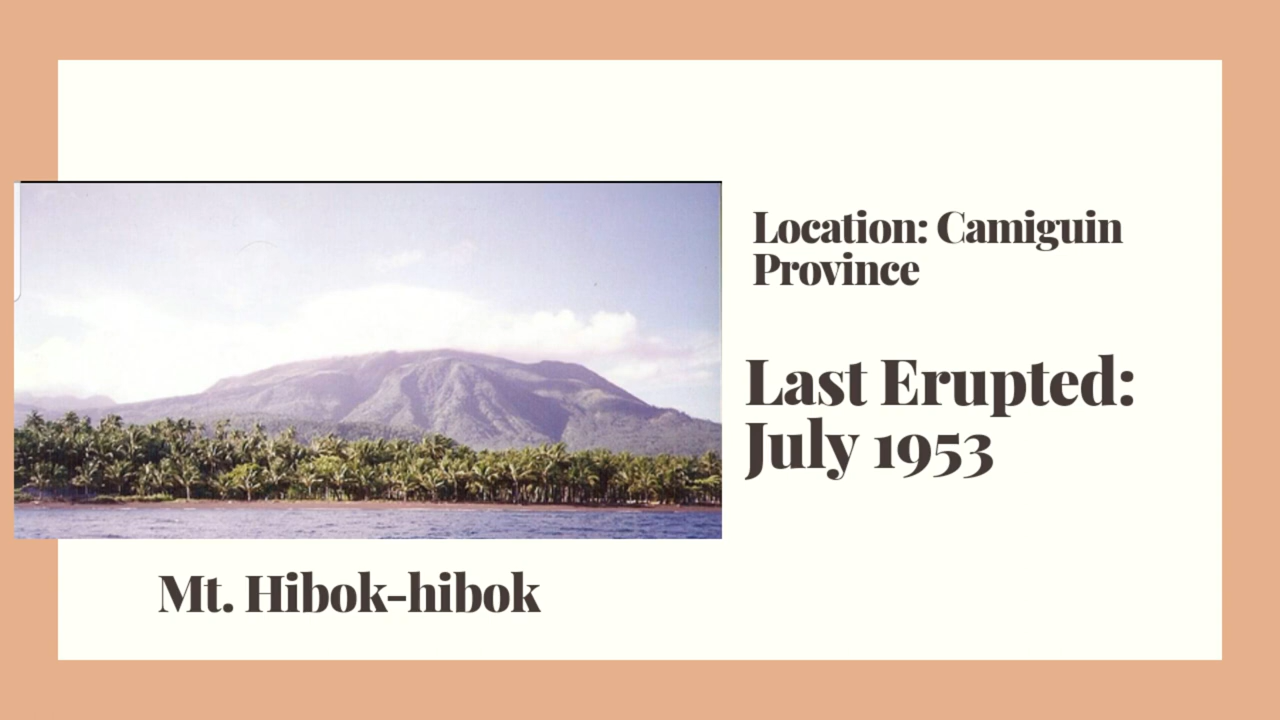 Location: Camiguin
Province
Last Erupted:
July 1953
Mt. Hibok-hibok